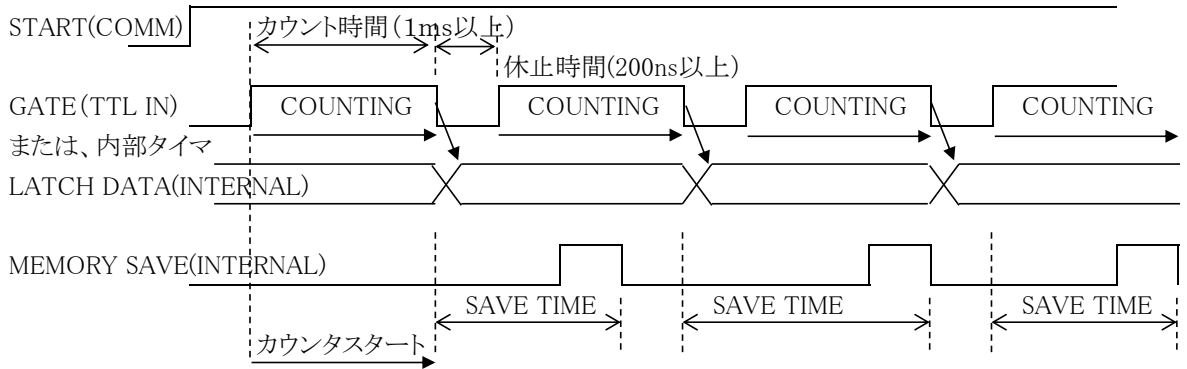 START(COMM)
カウント時間(1ms以上)
休止時間(200ns以上)
GATE(TTL IN)
COUNTING
COUNTING
COUNTING
COUNTING
または、内部タイマ
LATCH DATA(INTERNAL)
MEMORY SAVE(INTERNAL)
SAVE TIME
SAVE TIME
SAVE TIME
カウンタスタート